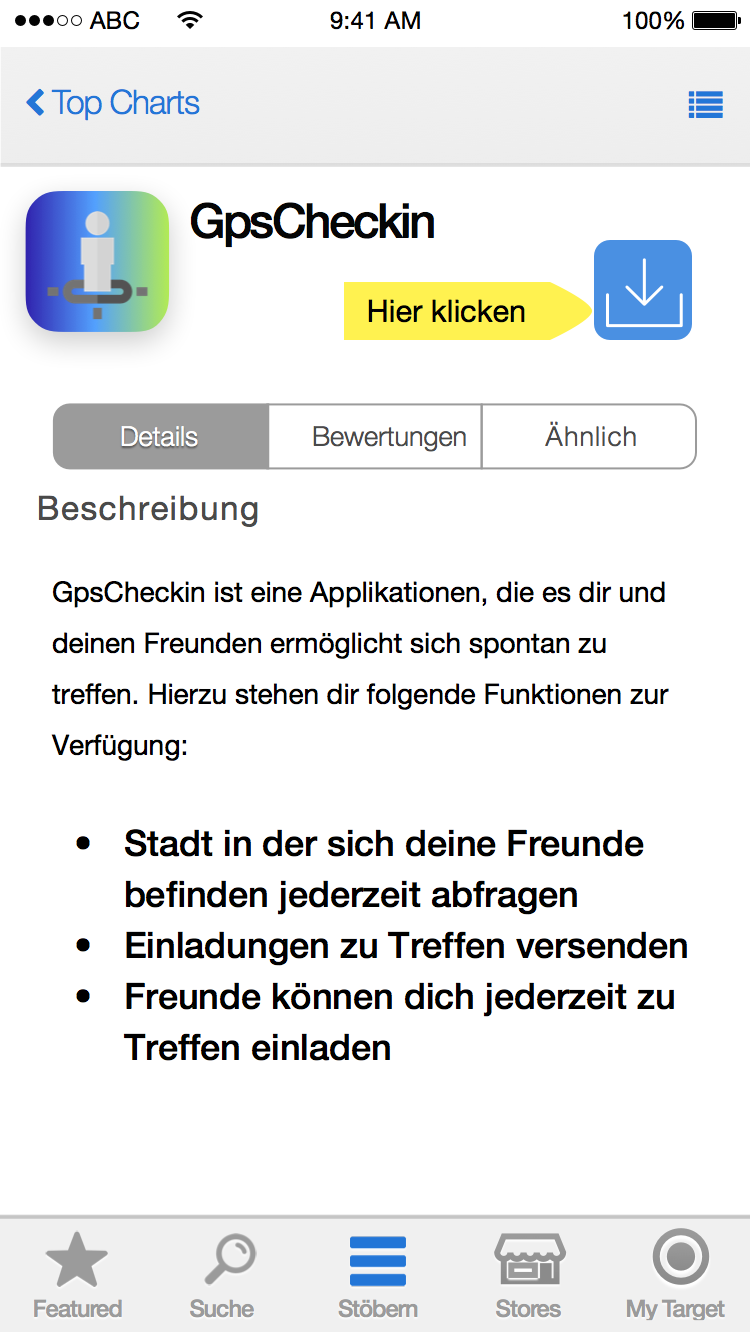 ABC 9:41 AM 100%
Top Charts
GpsCheckin
Hier klicken
Details Bewertungen Ähnlich
Beschreibung
GpsCheckin ist eine Applikationen, die es dir und
deinen Freunden ermöglicht sich spontan zu
treffen. Hierzu stehen dir folgende Funktionen zur
Verfügung:
• Stadt in der sich deine Freunde
befinden jederzeit abfragen
• Einladungen zu Treffen versenden
• Freunde können dich jederzeit zu
Treffen einladen
Featured Suche Stöbern Stores My Target